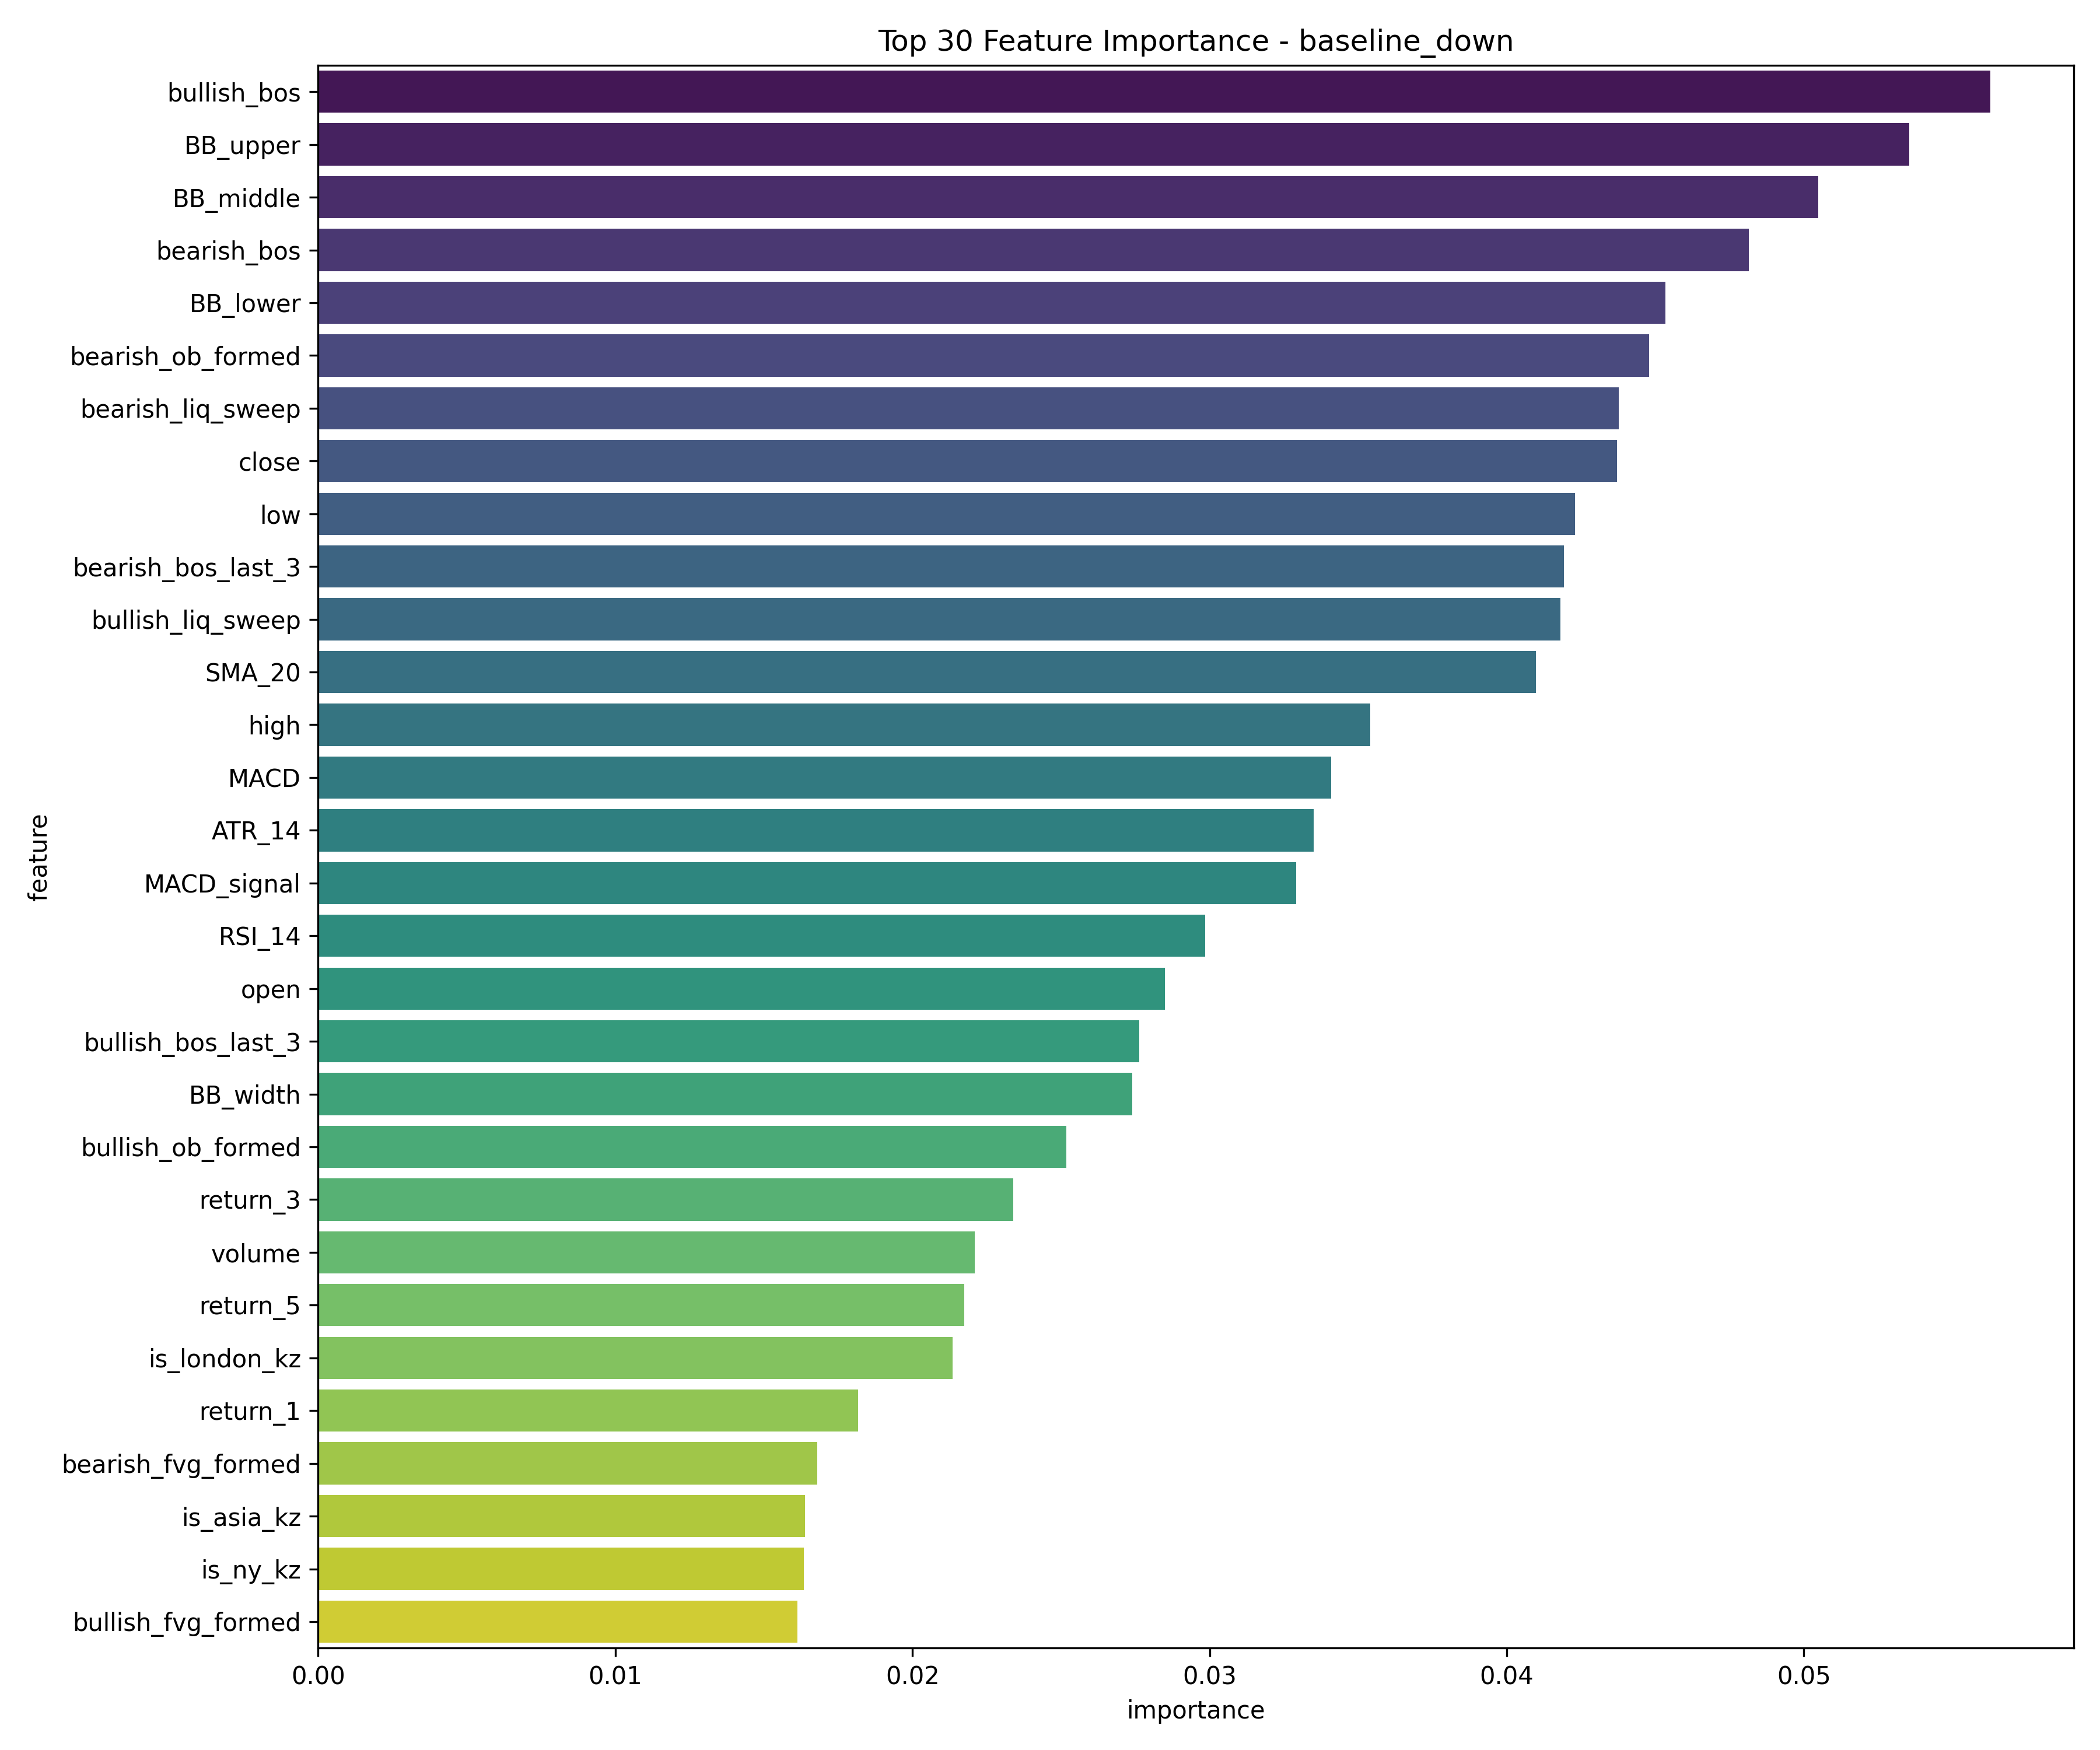 Top 30 Feature Importance - baseline_down
bullish_bos
BB_upper
BB_middle
bearish_bos
BB_lower
bearish_ob_formed
bearish_liq_sweep
close
low
bearish_bos_last_3
bullish_liq_sweep
SMA_20
high
MACD
ATR_14
MACD_signal
RSI_14
open
bullish_bos_last_3
BB_width
bullish_ob_formed
return_3
volume
return_5
is_london_kz
return_1
bearish_fvg_formed
is_asia_kz
is_ny_kz
bullish_fvg_formed
feature
0.00 0.01 0.02 0.03 0.04 0.05
importance